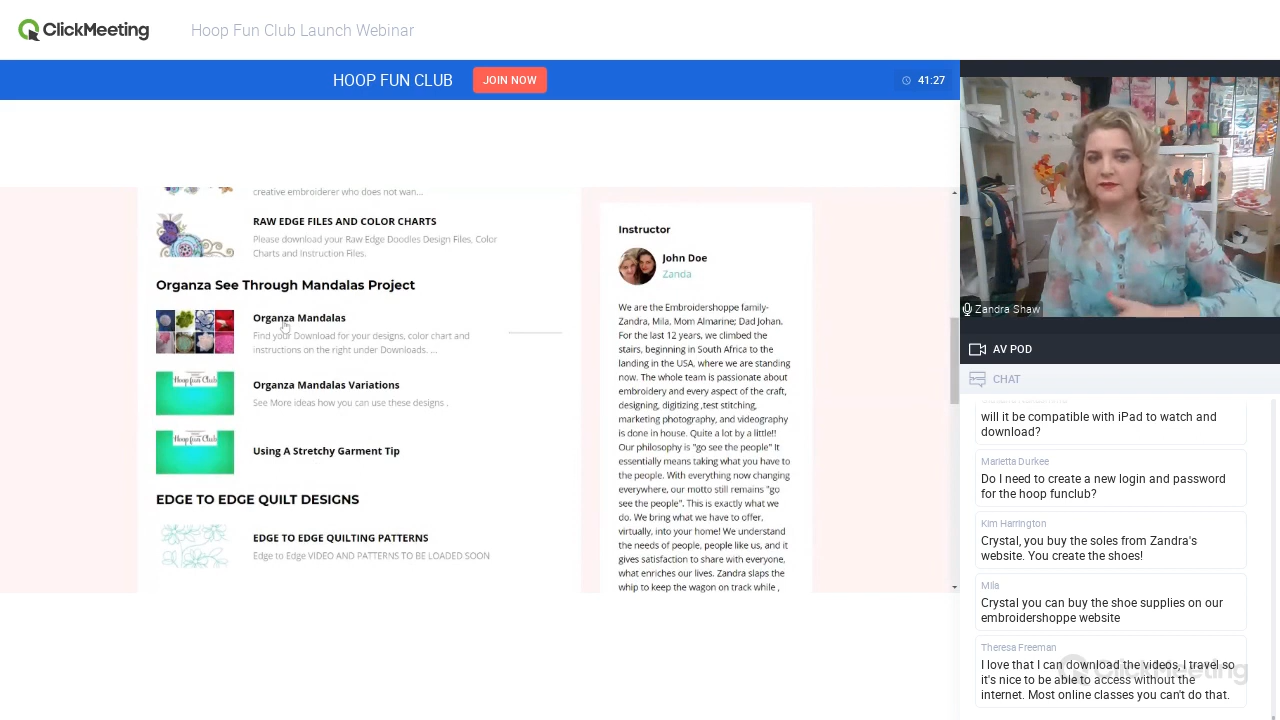 ClickMeeting
Hoop Fun Club Launch Webinar
HOOP FUN CLUB
JOIN NOW
41:27
creative embroiderer who does not wan...
RAW EDGE FILES AND COLOR CHARTS
Please download your Raw Edge Doodles Design Files, Color
Charts and Instruction Files.
Organza See Through Mandalas Project
Organza Mandalas
Find your Download for your designs, color chart and
instructions on the right under Downloads. ...
Hoop fun Club
Organza Mandalas Variations
See More ideas how you can use these designs .
Hoop fun Club
Using A Stretchy Garment Tip
EDGE TO EDGE QUILT DESIGNS
EDGE TO EDGE QUILTING PATTERNS
Edge to Edge VIDEO AND PATTERNS TO BE LOADED SOON
Instructor
John Doe
Zanda
We are the Embroidershoppe family-
Zandra, Mila, Mom Almarine; Dad Johan.
For the last 12 years, we climbed the
stairs, beginning in South Africa to the
landing in the USA, where we are standing
now. The whole team is passionate about
embroidery and every aspect of the craft,
designing, digitizing ,test stitching,
marketing photography, and videography
is done in house. Quite a lot by a little!!
Our philosophy is "go see the people" It
essentially means taking what you have to
the people. With everything now changing
everywhere, our motto still remains "go
see the people". This is exactly what we
do. We bring what we have to offer,
virtually, into your home! We understand
the needs of people, people like us, and it
gives satisfaction to share with everyone,
what enriches our lives. Zandra slaps the
whip to keep the wagon on track while ,
Zandra Shaw
AV POD
CHAT
will it be compatible with iPad to watch and
download?
Marietta Durkee
Do I need to create a new login and password
for the hoop funclub?
Kim Harrington
Crystal, you buy the soles from Zandra's
website. You create the shoes!
Mila
Crystal you can buy the shoe supplies on our
embroidershoppe website
Theresa Freeman
I love that I can download the videos, I travel so
it's nice to be able to access without the
internet. Most online classes you can't do that.
ClickMeeting